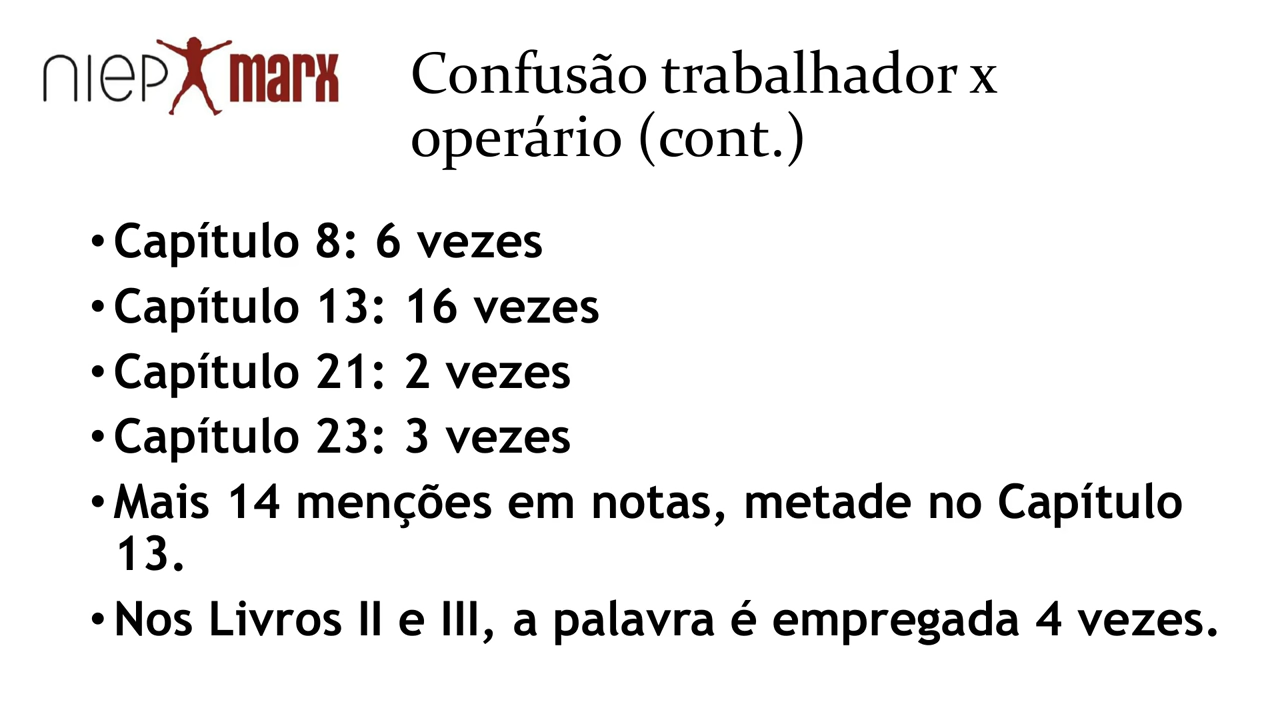 NIEP marx
Confusão trabalhador x
operário (cont.)
• Capítulo 8: 6 vezes
• Capítulo 13: 16 vezes
• Capítulo 21: 2 vezes
• Capítulo 23: 3 vezes
• Mais 14 menções em notas, metade no Capítulo
13.
• Nos Livros II e III, a palavra é empregada 4 vezes.